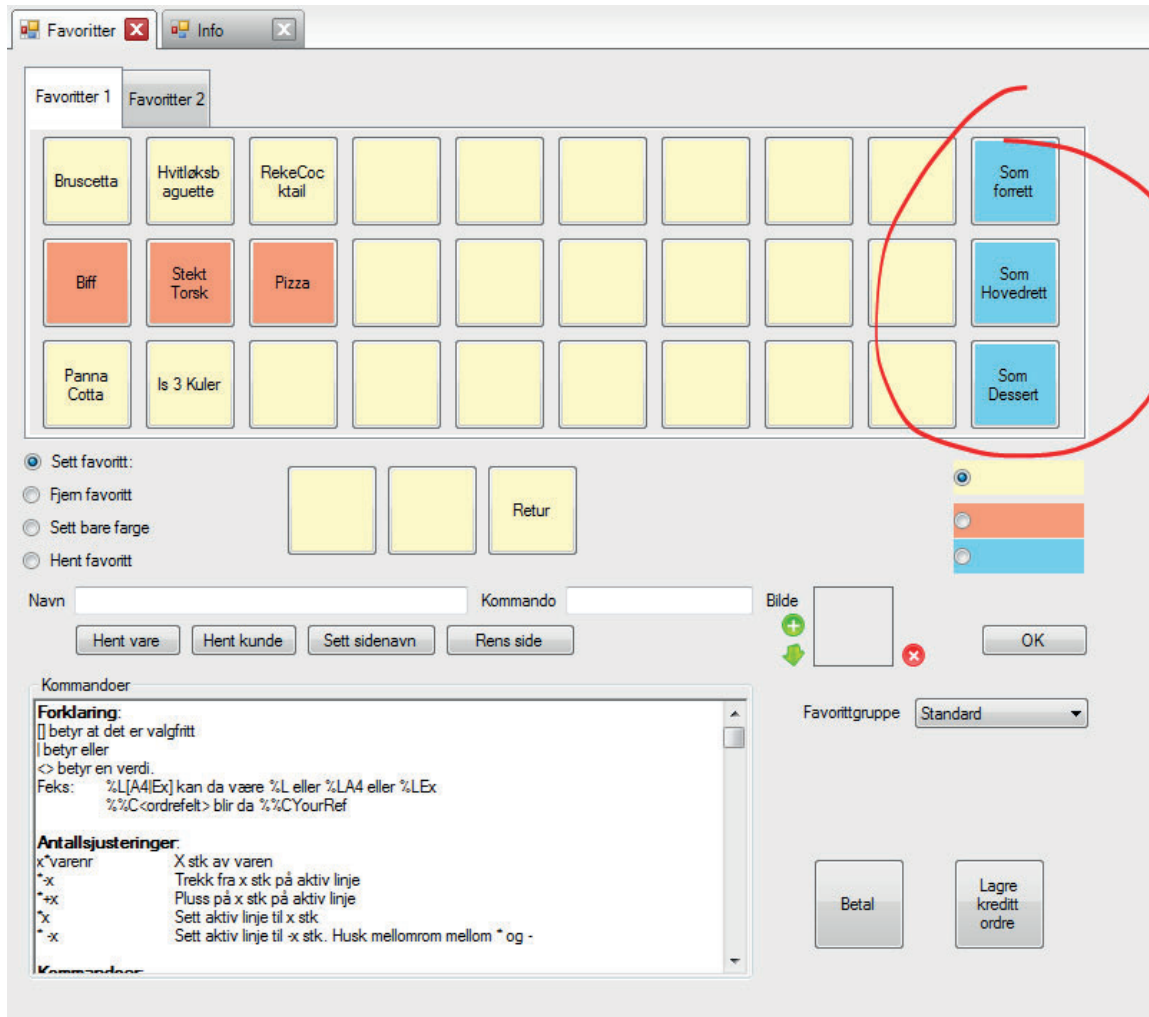 Favoritter
Info
Favoritter 1
Favoritter 2
Bruscetta
Hvitløksb
aguette
RekeCoc
ktail
Som
forrett
Biff
Stekt
Torsk
Pizza
Som
Hovedrett
Panna
Cotta
Is 3 Kuler
Som
Dessert
Sett favoritt:
Fjern favoritt
Sett bare farge
Hent favoritt
Retur
Navn
Kommando
Bilde
Hent vare
Hent kunde
Sett sidenavn
Rens side
OK
Kommandoer
Forklaring:
[] betyr at det er valgfritt
| betyr eller
<> betyr en verdi.
Feks: %L[A4|Ex] kan da være %L eller %LA4 eller %LEx
%%C<ordrefelt> blir da %%CYourRef
Antallsjusteringer:
x*varenr X stk av varen
*-x Trekk fra x stk på aktiv linje
*+x Pluss på x stk på aktiv linje
*x Sett aktiv linje til x stk
* -x Sett aktiv linje til -x stk. Husk mellomrom mellom * og -
Kommandoer:
Favorittgruppe
Standard
Betal
Lagre
kreditt
ordre